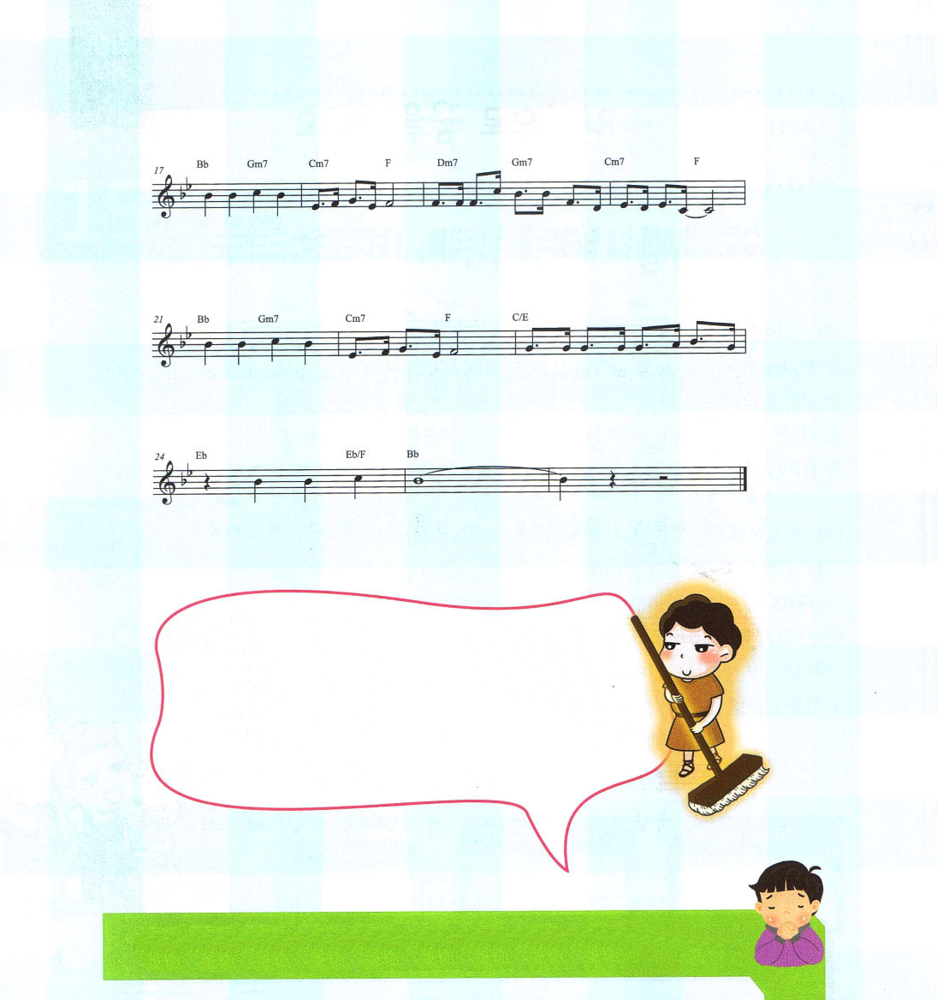 17 Bb Gm7 Cm7 F Dm7 Gm7 Cm7 F
21 Bb Gm7 Cm7 F C/E
24 Eb Eb/F Bb